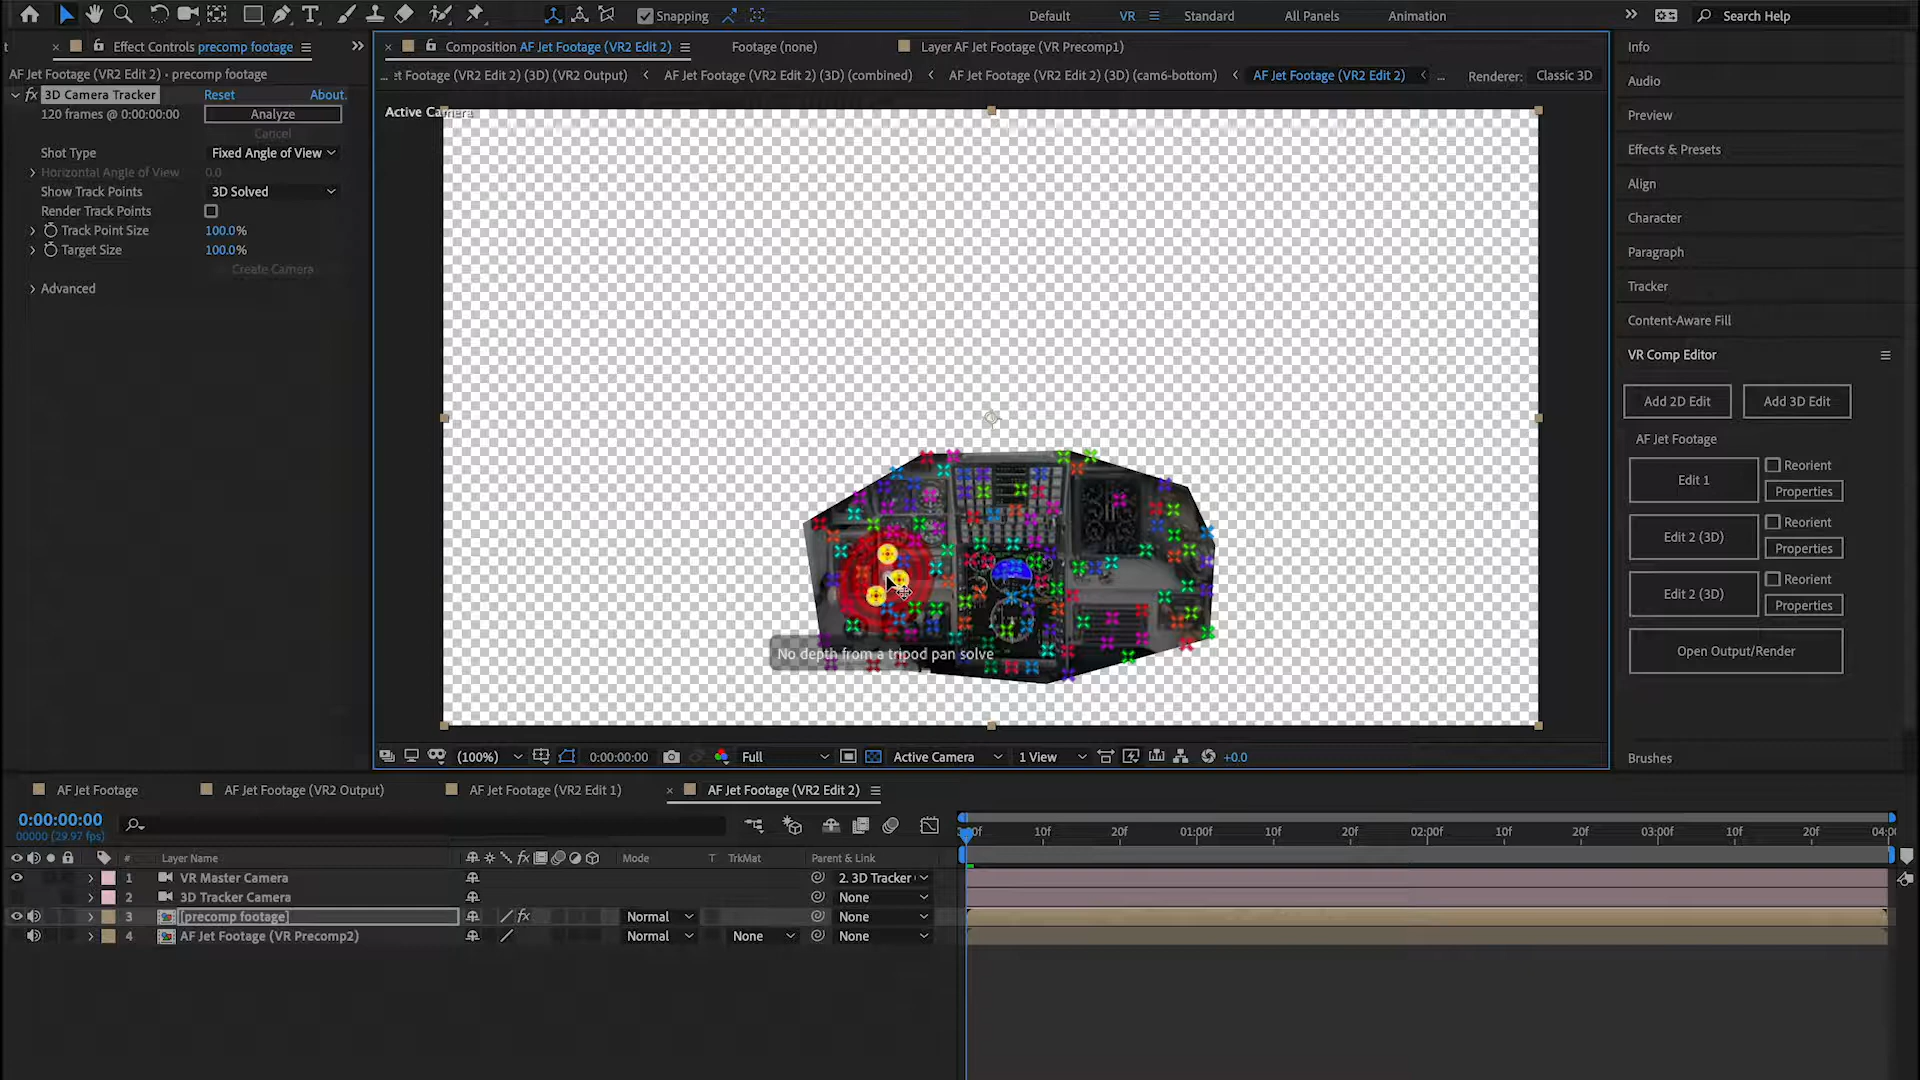 Snapping
Default
VR
Standard
All Panels
Animation
Search Help
Effect Controls precomp footage
Composition AF Jet Footage (VR2 Edit 2)
Footage (none)
Layer AF Jet Footage (VR Precomp1)
Info
AF Jet Footage (VR2 Edit 2) • precomp footage
... et Footage (VR2 Edit 2) (3D) (VR Output)
AF Jet Footage (VR2 Edit 2) (3D) (combined)
AF Jet Footage (VR2 Edit 2) (3D) (cam6-bottom)
AF Jet Footage (VR2 Edit 2)
...
Renderer:
Classic 3D
Audio
fx 3D Camera Tracker
Reset
About.
120 frames @ 0:00:00:00
Analyze
Cancel
Active Camera
Preview
Shot Type
Fixed Angle of View
Effects & Presets
Horizontal Angle of View
0.0
Show Track Points
3D Solved
Align
Render Track Points
Character
Track Point Size
100.0%
Target Size
100.0%
Paragraph
Create Camera
Advanced
Tracker
Content-Aware Fill
VR Comp Editor
Add 2D Edit
Add 3D Edit
AF Jet Footage
Edit 1
Reorient
Properties
Edit 2 (3D)
Reorient
Properties
Edit 2 (3D)
Reorient
Properties
No depth from a tripod pan solve
Open Output/Render
(100%)
0:00:00:00
Full
Active Camera
1 View
+0.0
Brushes
AF Jet Footage
AF Jet Footage (VR2 Output)
AF Jet Footage (VR2 Edit 1)
AF Jet Footage (VR2 Edit 2)
0:00:00:00
00000 (29.97 fps)
10f
20f
01:00f
10f
20f
02:00f
10f
20f
03:00f
10f
20f
#
Layer Name
fx
Mode
T
TrkMat
Parent & Link
1
VR Master Camera
2. 3D Tracker
2
3D Tracker Camera
None
3
[precomp footage]
fx
Normal
None
4
AF Jet Footage (VR Precomp2)
Normal
None
None